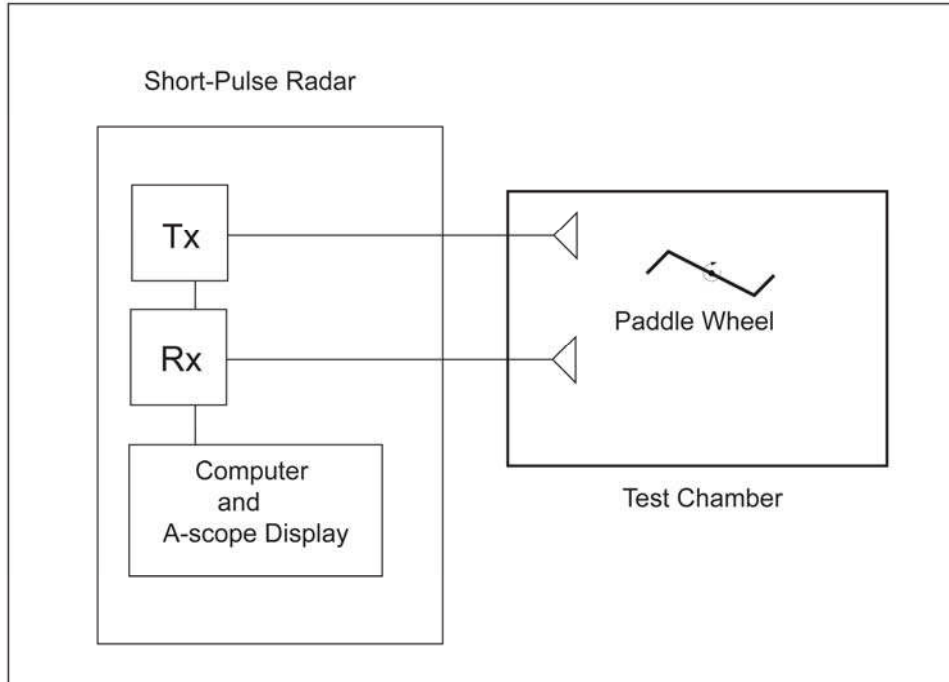 Short-Pulse Radar
Tx
Rx
Paddle Wheel
Computer
and
A-scope Display
Test Chamber